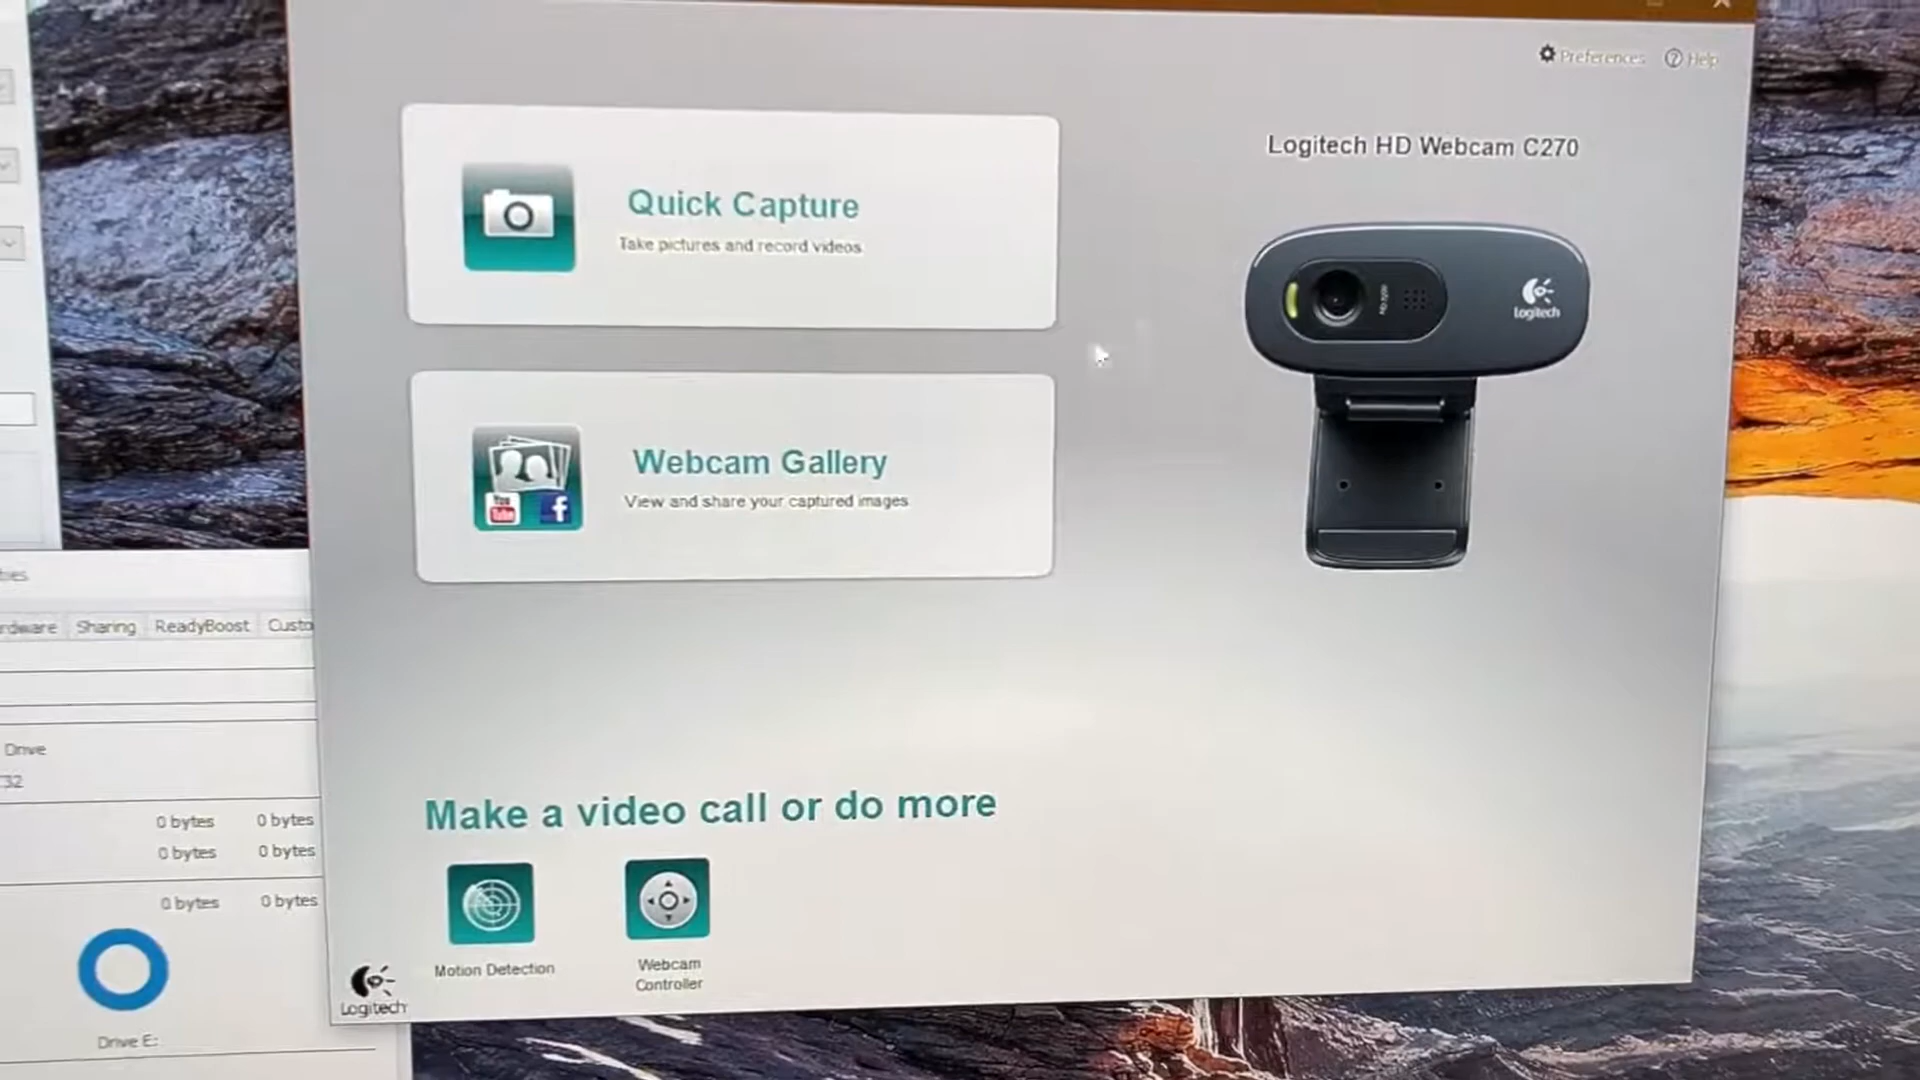 Preferences
Help
Logitech HD Webcam C270
Quick Capture
Take pictures and record videos
Logitech
Webcam Gallery
View and share your captured images
You
Tube
f
Sharing
ReadyBoost
Drive
0 bytes
0 bytes
0 bytes
0 bytes
0 bytes
0 bytes
Drive E:
Make a video call or do more
Motion Detection
Webcam
Controller
Logitech